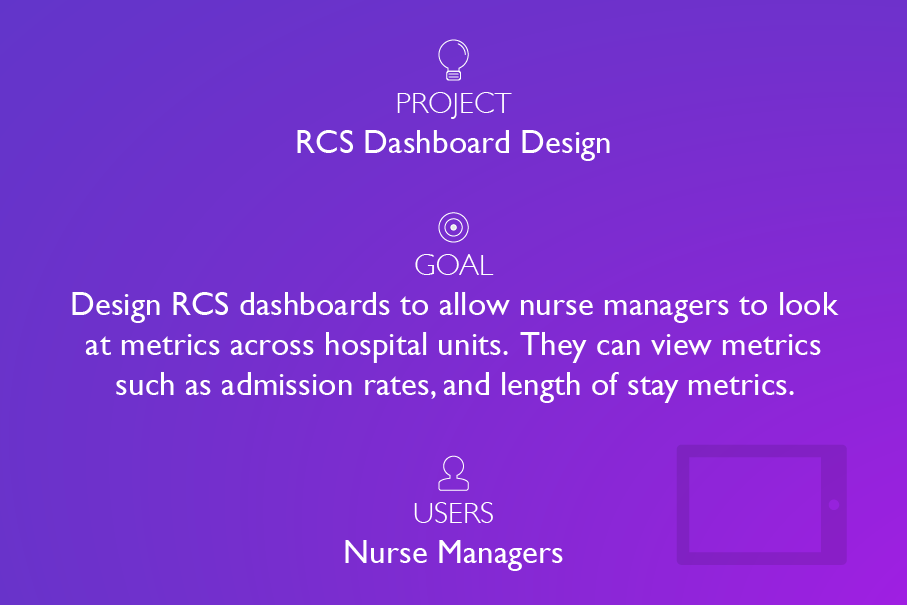 PROJECT
RCS Dashboard Design
GOAL
Design RCS dashboards to allow nurse managers to look
at metrics across hospital units. They can view metrics
such as admission rates, and length of stay metrics.
USERS
Nurse Managers